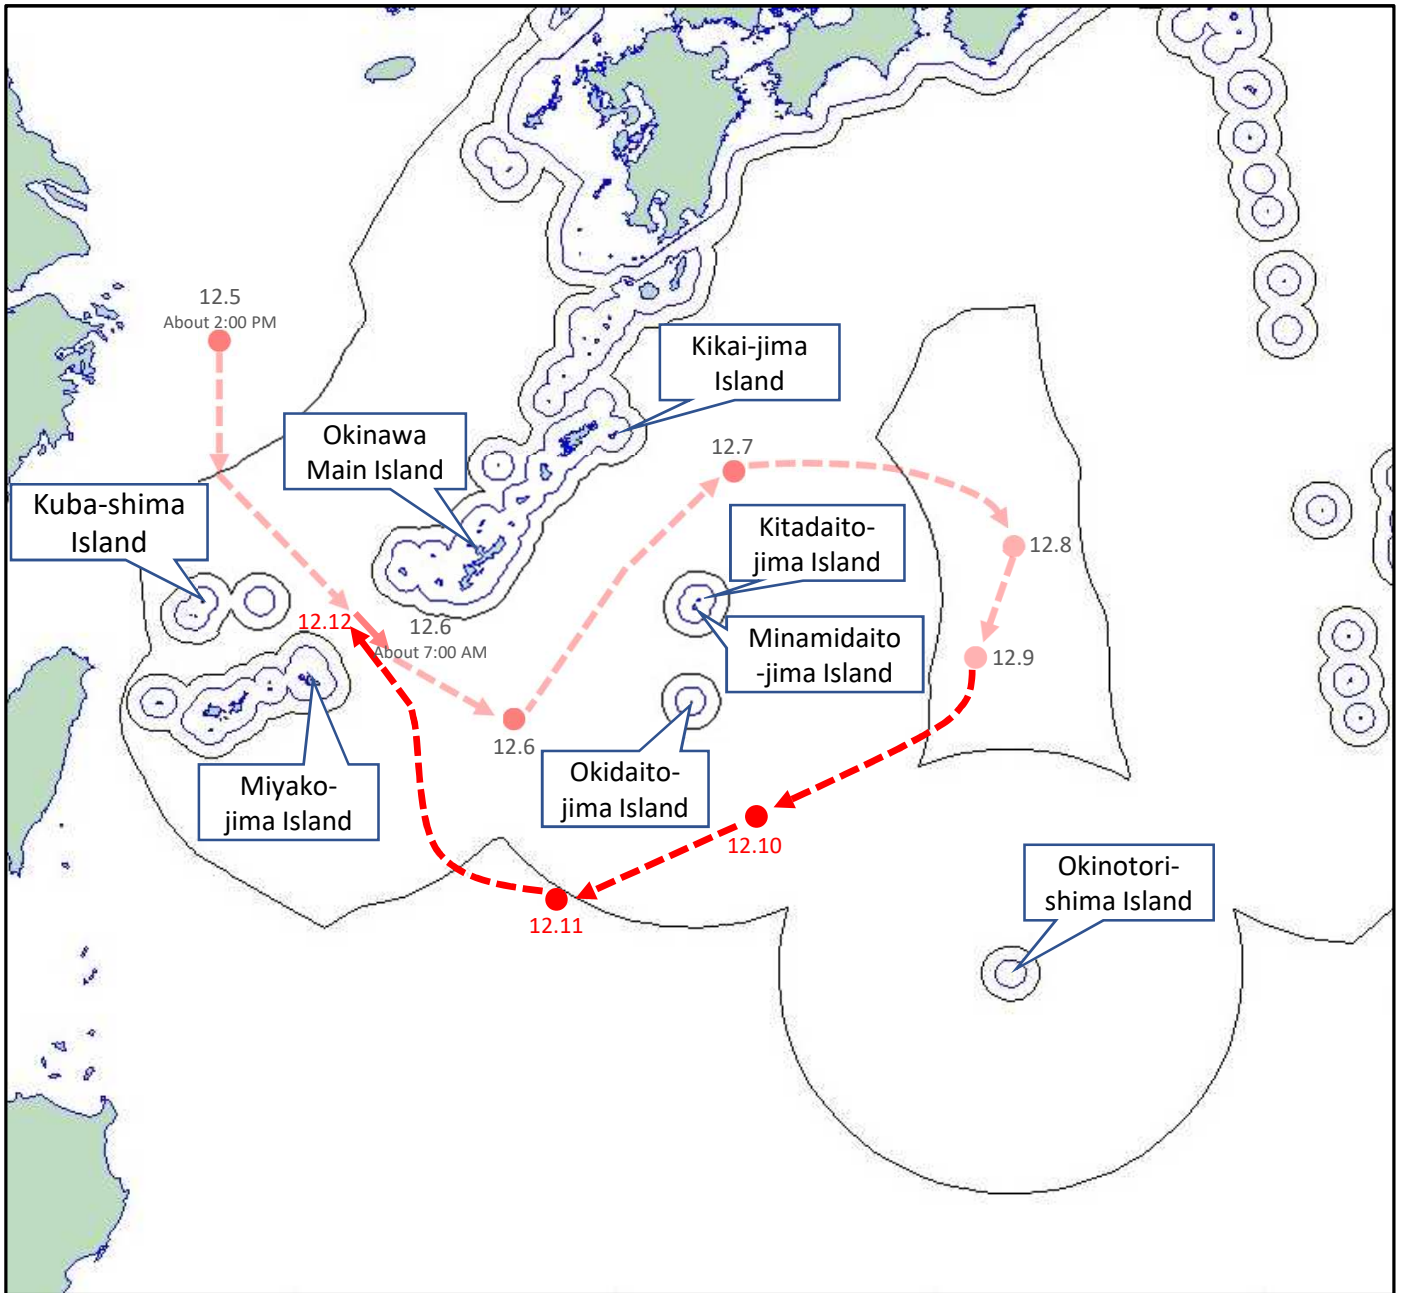 12.5
About 2:00 PM
Kikai-jima
Island
Okinawa
Main Island
12.7
Kuba-shima
Island
Kitadaito-
jima Island
12.8
12.12
12.6
About 7:00 AM
Minamidaito
-jima Island
12.9
12.6
Okidaito-
jima Island
Miyako-
jima Island
12.10
Okinotori-
shima Island
12.11